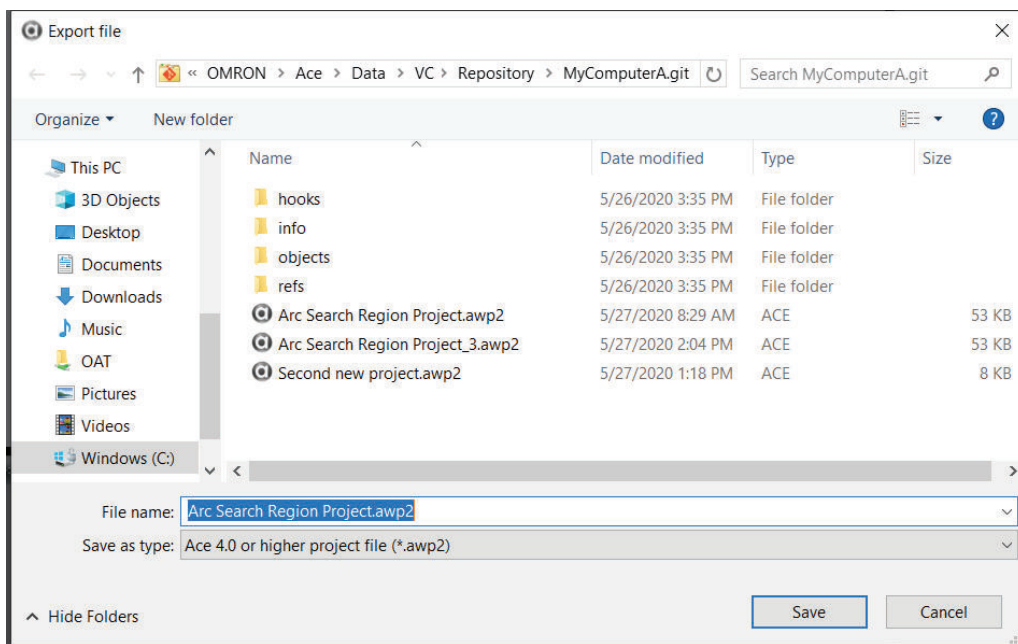 Export file
« OMRON > Ace > Data > VC > Repository > MyComputerA.git
Search MyComputerA.git
Organize
New folder
?
This PC
3D Objects
Desktop
Documents
Downloads
Music
OAT
Pictures
Videos
Windows (C:)
Name Date modified Type Size
hooks 5/26/2020 3:35 PM File folder
info 5/26/2020 3:35 PM File folder
objects 5/26/2020 3:35 PM File folder
refs 5/26/2020 3:35 PM File folder
Arc Search Region Project.awp2 5/27/2020 8:29 AM ACE 53 KB
Arc Search Region Project_3.awp2 5/27/2020 2:04 PM ACE 53 KB
Second new project.awp2 5/27/2020 1:18 PM ACE 8 KB
File name: Arc Search Region Project.awp2
Save as type: Ace 4.0 or higher project file (*.awp2)
Hide Folders
Save
Cancel